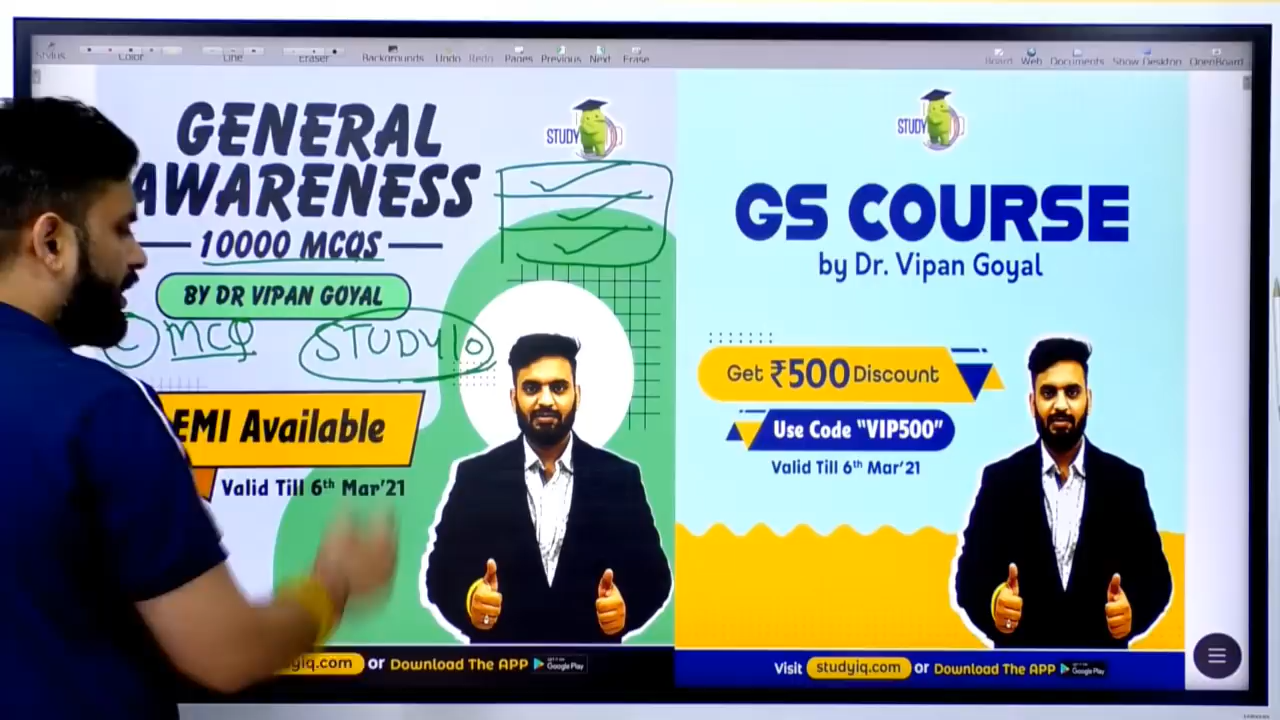 Stylus Color Line Eraser Backgrounds Undo Redo Pages Previous Next Erase Board Web Documents Show Desktop OpenBoard
GENERAL
AWARENESS
10000 MCQS
BY DR VIPAN GOYAL
MCQ STUDY10
EMI Available
Valid Till 6th Mar'21
STUDY
yiq.com or Download The APP Google Play
STUDY
GS COURSE
by Dr. Vipan Goyal
Get ₹500 Discount
Use Code "VIP500"
Valid Till 6th Mar'21
Visit studyiq.com or Download The APP Google Play